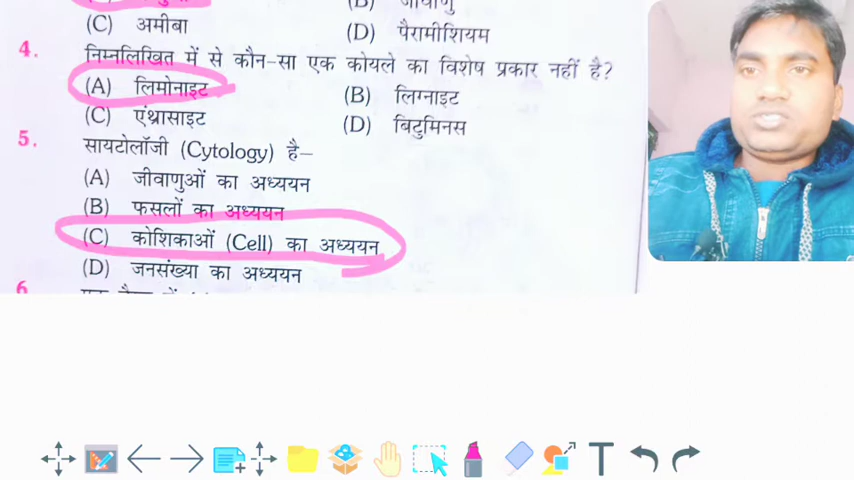 (B) जीवाणु
(C) अमीबा (D) पैरामीशियम
4. निम्नलिखित में से कौन-सा एक कोयले का विशेष प्रकार नहीं है?
(A) लिमोनाइट (B) लिग्नाइट
(C) एंथ्रासाइट (D) बिटुमिनस
5. सायटोलॉजी (Cytology) है–
(A) जीवाणुओं का अध्ययन
(B) फसलों का अध्ययन
(C) कोशिकाओं (Cell) का अध्ययन
(D) जनसंख्या का अध्ययन
6
T